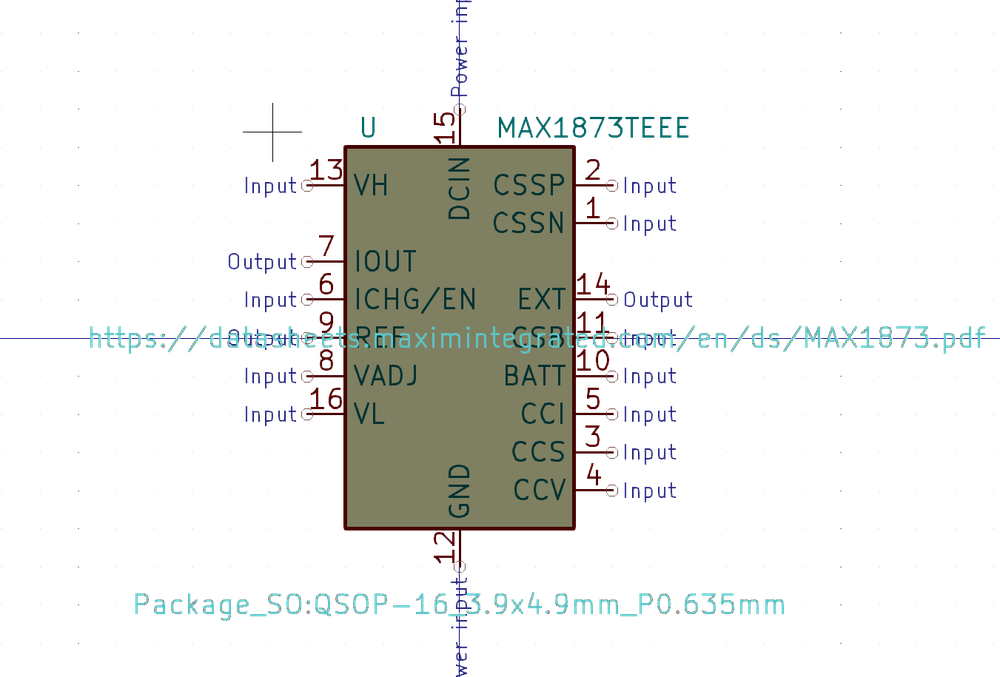 Power inp
15
U MAX1873TEEE
DCIN
Input 13 VH CSSP 2 Input
CSSN 1 Input
Output 7 IOUT
Input 6 ICHG/EN EXT 14 Output
Output 9 REF CSB 11 Input
https://datasheets.maximintegrated.com/en/ds/MAX1873.pdf
Input 8 VADJ BATT 10 Input
Input 16 VL CCI 5 Input
CCS 3 Input
CCV 4 Input
GND
12
Package_SO:QSOP-16_3.9x4.9mm_P0.635mm
wer input